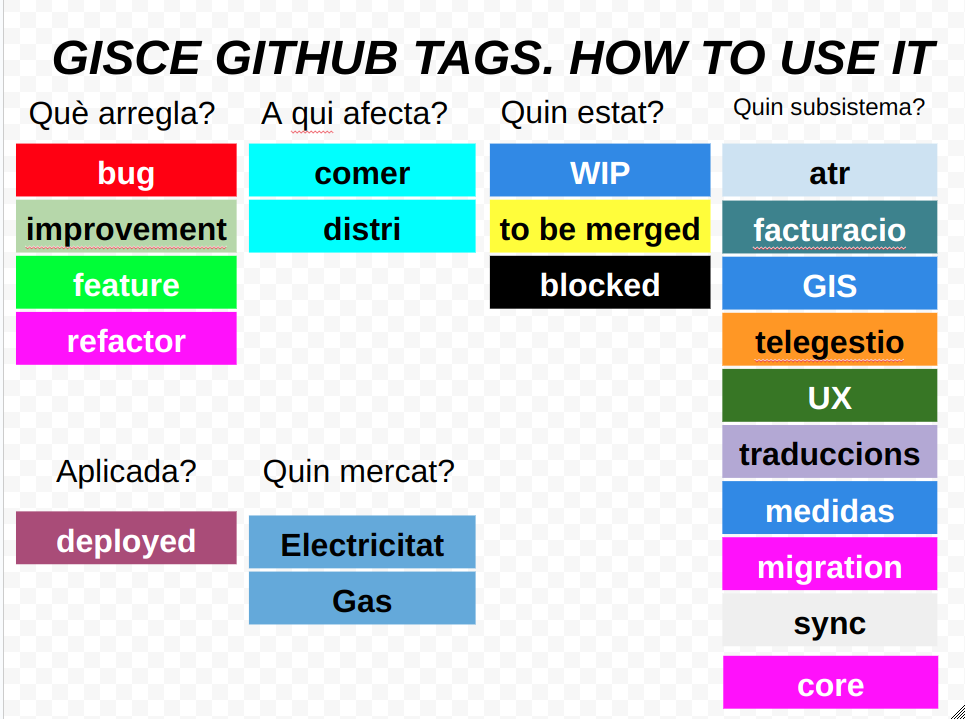 GISCE GITHUB TAGS. HOW TO USE IT
Què arregla?
bug
improvement
feature
refactor
A qui afecta?
comer
distri
Quin estat?
WIP
to be merged
blocked
Quin subsistema?
atr
facturacio
GIS
telegestio
UX
traduccions
medidas
migration
sync
core
Aplicada?
deployed
Quin mercat?
Electricitat
Gas